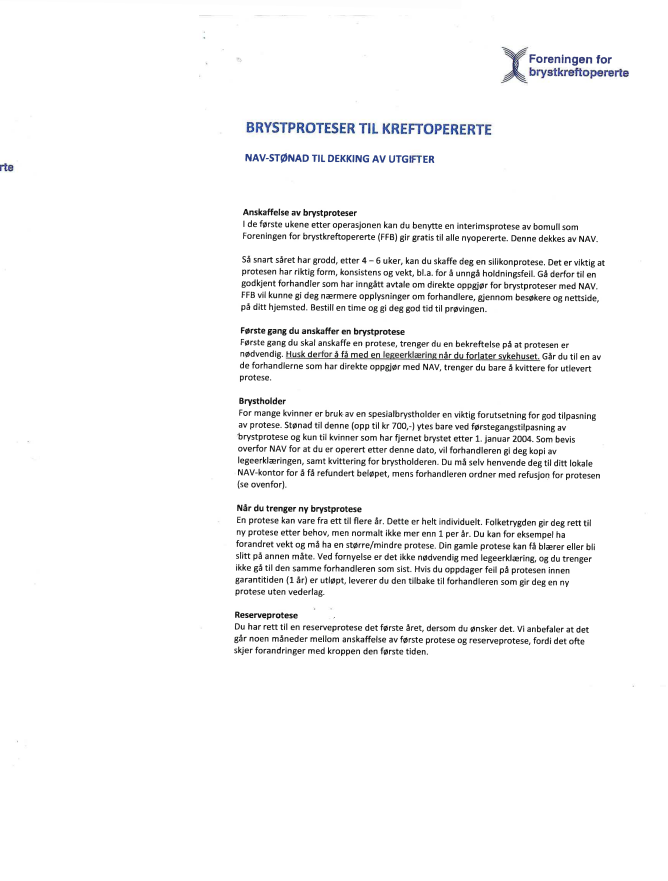 Foreningen for
brystkreftopererte
rte
BRYSTPROTESER TIL KREFTOPERERTE
NAV-STØNAD TIL DEKKING AV UTGIFTER
Anskaffelse av brystproteser
I de første ukene etter operasjonen kan du benytte en interimsprotese av bomull som
Foreningen for brystkreftopererte (FFB) gir gratis til alle nyopererte. Denne dekkes av NAV.
Så snart såret har grodd, etter 4 – 6 uker, kan du skaffe deg en silikonprotese. Det er viktig at
protesen har riktig form, konsistens og vekt, bl.a. for å unngå holdningsfeil. Gå derfor til en
godkjent forhandler som har inngått avtale om direkte oppgjør for brystproteser med NAV.
FFB vil kunne gi deg nærmere opplysninger om forhandlere, gjennom besøkere og nettside,
på ditt hjemsted. Bestill en time og gi deg god tid til prøvingen.
Første gang du anskaffer en brystprotese
Første gang du skal anskaffe en protese, trenger du en bekreftelse på at protesen er
nødvendig. Husk derfor å få med en legeerklæring når du forlater sykehuset. Går du til en av
de forhandlerne som har direkte oppgjør med NAV, trenger du bare å kvittere for utlevert
protese.
Brystholder
For mange kvinner er bruk av en spesialbrystholder en viktig forutsetning for god tilpasning
av protese. Stønad til denne (opp til kr 700,-) ytes bare ved førstegangstilpasning av
brystprotese og kun til kvinner som har fjernet brystet etter 1. januar 2004. Som bevis
overfor NAV for at du er operert etter denne dato, vil forhandleren gi deg kopi av
legeerklæringen, samt kvittering for brystholderen. Du må selv henvende deg til ditt lokale
NAV-kontor for å få refundert beløpet, mens forhandleren ordner med refusjon for protesen
(se ovenfor).
Når du trenger ny brystprotese
En protese kan vare fra ett til flere år. Dette er helt individuelt. Folketrygden gir deg rett til
ny protese etter behov, men normalt ikke mer enn 1 per år. Du kan for eksempel ha
forandret vekt og må ha en større/mindre protese. Din gamle protese kan få blærer eller bli
slitt på annen måte. Ved fornyelse er det ikke nødvendig med legeerklæring, og du trenger
ikke gå til den samme forhandleren som sist. Hvis du oppdager feil på protesen innen
garantitiden (1 år) er utløpt, leverer du den tilbake til forhandleren som gir deg en ny
protese uten vederlag.
Reserveprotese
Du har rett til en reserveprotese det første året, dersom du ønsker det. Vi anbefaler at det
går noen måneder mellom anskaffelse av første protese og reserveprotese, fordi det ofte
skjer forandringer med kroppen den første tiden.